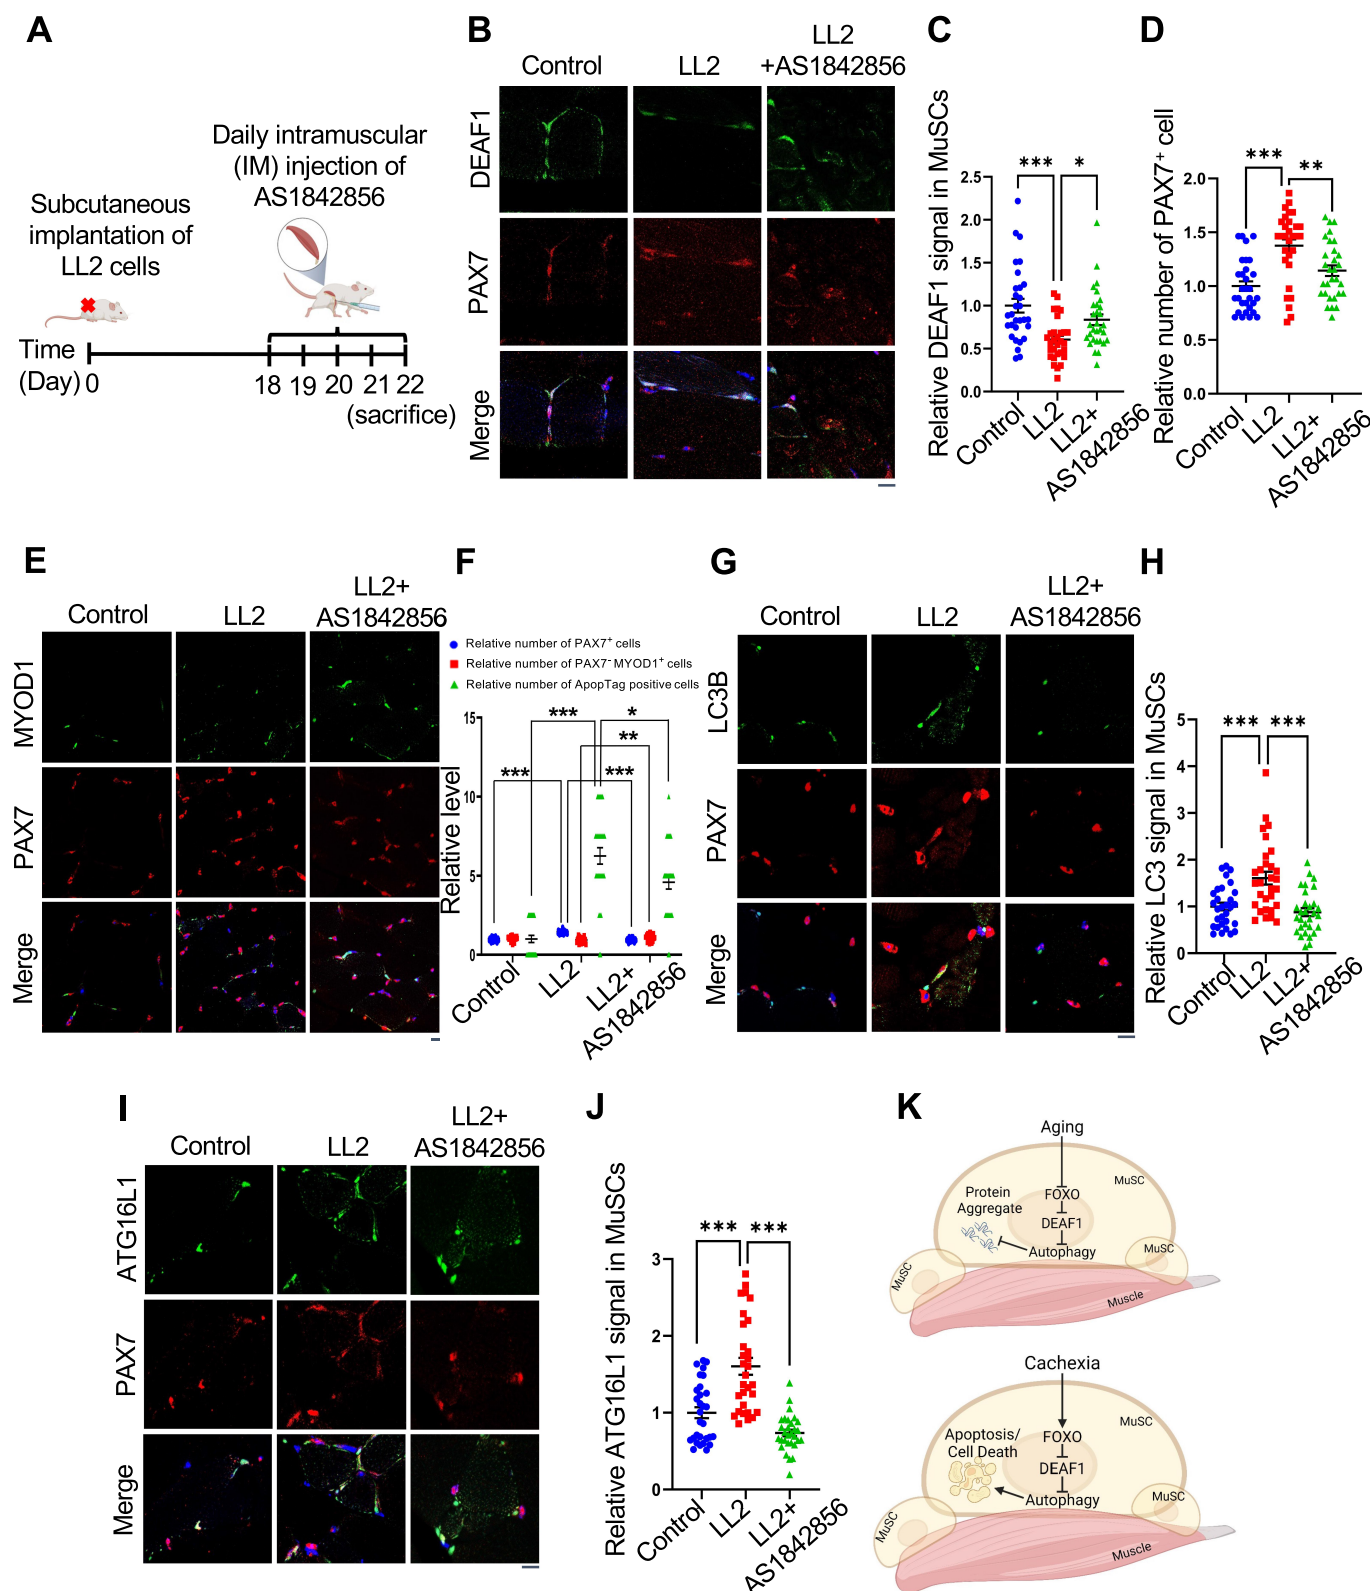 A
Daily intramuscular
(IM) injection of
AS1842856
Subcutaneous
implantation of
LL2 cells
Time
(Day) 0
18 19 20 21 22
(sacrifice)
B
Control
LL2
LL2
+AS1842856
DEAF1
PAX7
Merge
C
Relative DEAF1 signal in MuSCs
*** *
2.5
2.0
1.5
1.0
0.5
0.0
Control
LL2
LL2+
AS1842856
D
Relative number of PAX7⁺ cell
*** **
2.0
1.5
1.0
0.5
0.0
Control
LL2
LL2+
AS1842856
E
Control
LL2
LL2+
AS1842856
MYOD1
PAX7
Merge
F
Relative number of PAX7⁺ cells
Relative number of PAX7⁻ MYOD1⁺ cells
Relative number of ApopTag positive cells
Relative level
15
10
5
0
*** *
**
*** ***
Control
LL2
LL2+
AS1842856
G
Control
LL2
LL2+
AS1842856
LC3B
PAX7
Merge
H
Relative LC3 signal in MuSCs
*** ***
5
4
3
2
1
0
Control
LL2
LL2+
AS1842856
I
Control
LL2
LL2+
AS1842856
ATG16L1
PAX7
Merge
J
Relative ATG16L1 signal in MuSCs
*** ***
3
2
1
0
Control
LL2
LL2+
AS1842856
K
Aging
MuSC
Protein
Aggregate
FOXO
DEAF1
Autophagy
MuSC
MuSC
Muscle
Cachexia
MuSC
Apoptosis/
Cell Death
FOXO
DEAF1
Autophagy
MuSC
MuSC
Muscle